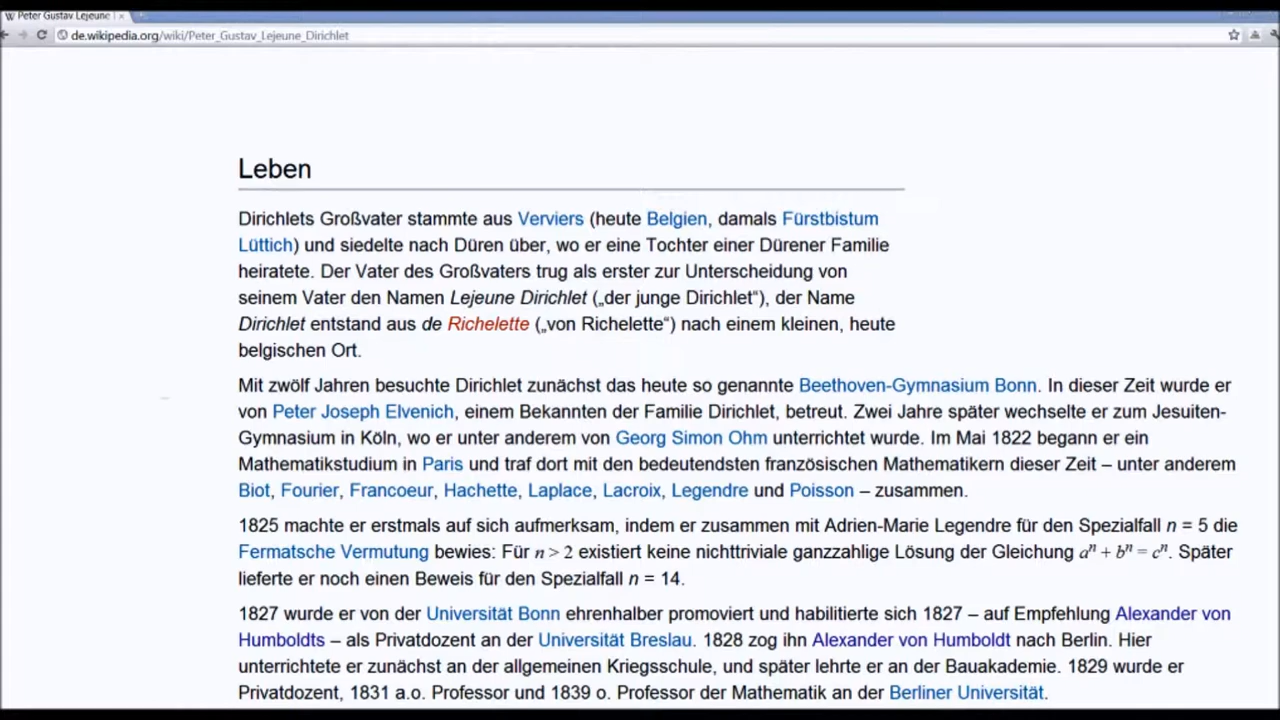 Peter Gustav Lejeune
de.wikipedia.org/wiki/Peter_Gustav_Lejeune_Dirichlet
Leben
Dirichlets Großvater stammte aus Verviers (heute Belgien, damals Fürstbistum
Lüttich) und siedelte nach Düren über, wo er eine Tochter einer Dürener Familie
heiratete. Der Vater des Großvaters trug als erster zur Unterscheidung von
seinem Vater den Namen Lejeune Dirichlet („der junge Dirichlet“), der Name
Dirichlet entstand aus de Richelette („von Richelette“) nach einem kleinen, heute
belgischen Ort.
Mit zwölf Jahren besuchte Dirichlet zunächst das heute so genannte Beethoven-Gymnasium Bonn. In dieser Zeit wurde er
von Peter Joseph Elvenich, einem Bekannten der Familie Dirichlet, betreut. Zwei Jahre später wechselte er zum Jesuiten-
Gymnasium in Köln, wo er unter anderem von Georg Simon Ohm unterrichtet wurde. Im Mai 1822 begann er ein
Mathematikstudium in Paris und traf dort mit den bedeutendsten französischen Mathematikern dieser Zeit – unter anderem
Biot, Fourier, Francoeur, Hachette, Laplace, Lacroix, Legendre und Poisson – zusammen.
1825 machte er erstmals auf sich aufmerksam, indem er zusammen mit Adrien-Marie Legendre für den Spezialfall n = 5 die
Fermatsche Vermutung bewies: Für n > 2 existiert keine nichttriviale ganzzahlige Lösung der Gleichung aⁿ + bⁿ = cⁿ. Später
lieferte er noch einen Beweis für den Spezialfall n = 14.
1827 wurde er von der Universität Bonn ehrenhalber promoviert und habilitierte sich 1827 – auf Empfehlung Alexander von
Humboldts – als Privatdozent an der Universität Breslau. 1828 zog ihn Alexander von Humboldt nach Berlin. Hier
unterrichtete er zunächst an der allgemeinen Kriegsschule, und später lehrte er an der Bauakademie. 1829 wurde er
Privatdozent, 1831 a.o. Professor und 1839 o. Professor der Mathematik an der Berliner Universität.